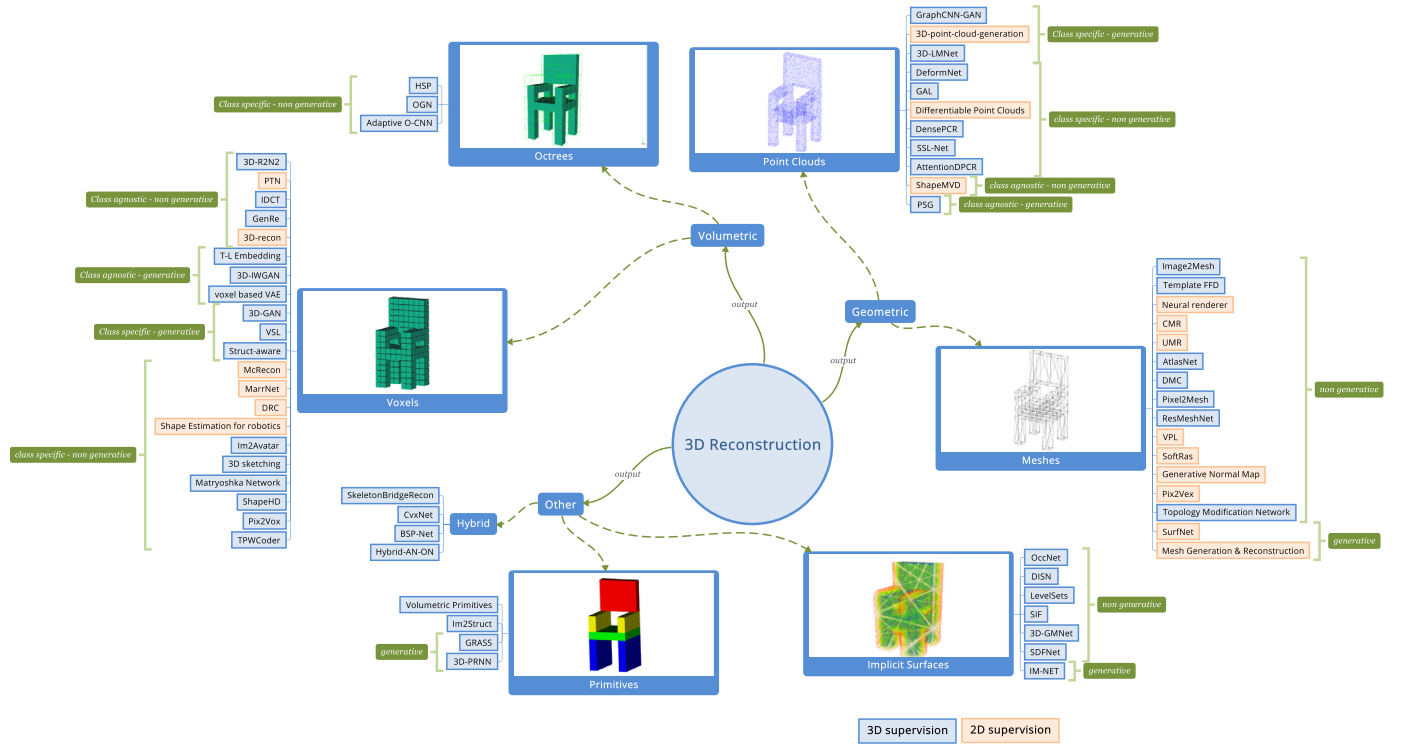 GraphCNN-GAN
3D-point-cloud-generation
3D-LMNet
DeformNet
GAL
Differentiable Point Clouds
DensePCR
SSL-Net
AttentionDPCR
ShapeMVD
PSG
Class specific - generative
class specific - non generative
class agnostic - non generative
class agnostic - generative
Point Clouds
Octrees
HSP
OGN
Adaptive O-CNN
Class specific - non generative
3D-R2N2
PTN
IDCT
GenRe
3D-recon
Class agnostic - non generative
T-L Embedding
3D-IWGAN
voxel based VAE
Class agnostic - generative
3D-GAN
VSL
Struct-aware
Class specific - generative
McRecon
MarrNet
DRC
Shape Estimation for robotics
Im2Avatar
3D sketching
Matryoshka Network
ShapeHD
Pix2Vox
TPWCoder
class specific - non generative
Voxels
Volumetric
output
Geometric
output
3D Reconstruction
output
Other
Image2Mesh
Template FFD
Neural renderer
CMR
UMR
AtlasNet
DMC
Pixel2Mesh
ResMeshNet
VPL
SoftRas
Generative Normal Map
Pix2Vex
Topology Modification Network
SurfNet
Mesh Generation & Reconstruction
non generative
generative
Meshes
Hybrid
SkeletonBridgeRecon
CvxNet
BSP-Net
Hybrid-AN-ON
Volumetric Primitives
Im2Struct
GRASS
3D-PRNN
generative
Primitives
Implicit Surfaces
OccNet
DISN
LevelSets
SIF
3D-GMNet
SDFNet
IM-NET
non generative
generative
3D supervision
2D supervision